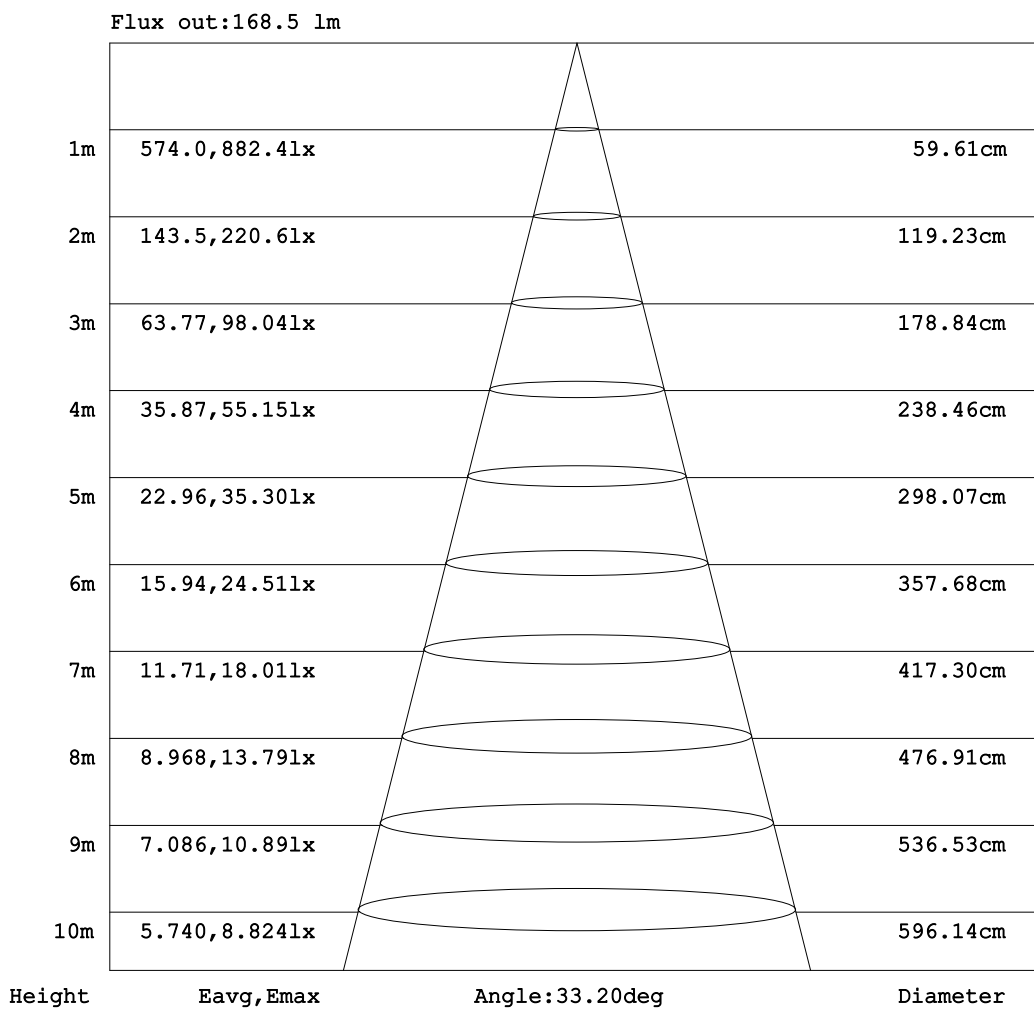 Flux out:168.5 lm
1m 574.0,882.4lx 59.61cm
2m 143.5,220.6lx 119.23cm
3m 63.77,98.04lx 178.84cm
4m 35.87,55.15lx 238.46cm
5m 22.96,35.30lx 298.07cm
6m 15.94,24.51lx 357.68cm
7m 11.71,18.01lx 417.30cm
8m 8.968,13.79lx 476.91cm
9m 7.086,10.89lx 536.53cm
10m 5.740,8.824lx 596.14cm
Height Eavg,Emax Angle:33.20deg Diameter